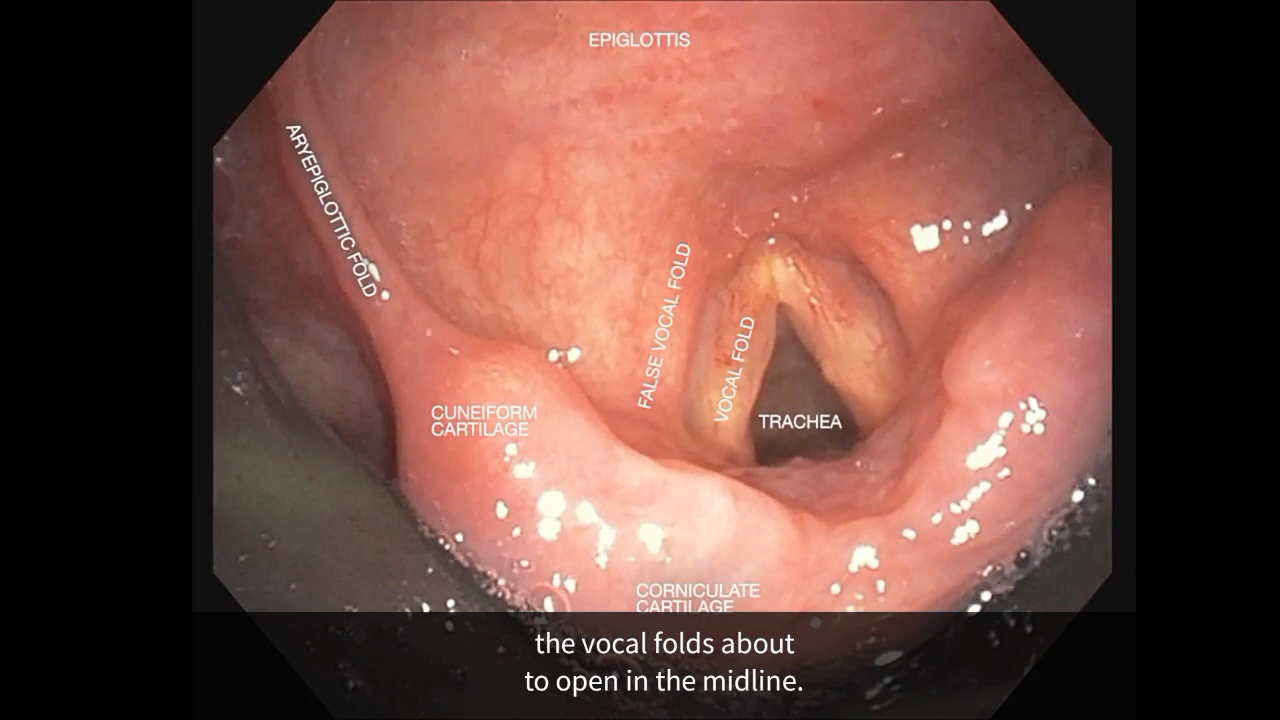 EPIGLOTTIS
ARYEPIGLOTTIC FOLD
FALSE VOCAL FOLD
VOCAL FOLD
TRACHEA
CUNEIFORM
CARTILAGE
CORNICULATE
CARTILAGE
the vocal folds about
to open in the midline.